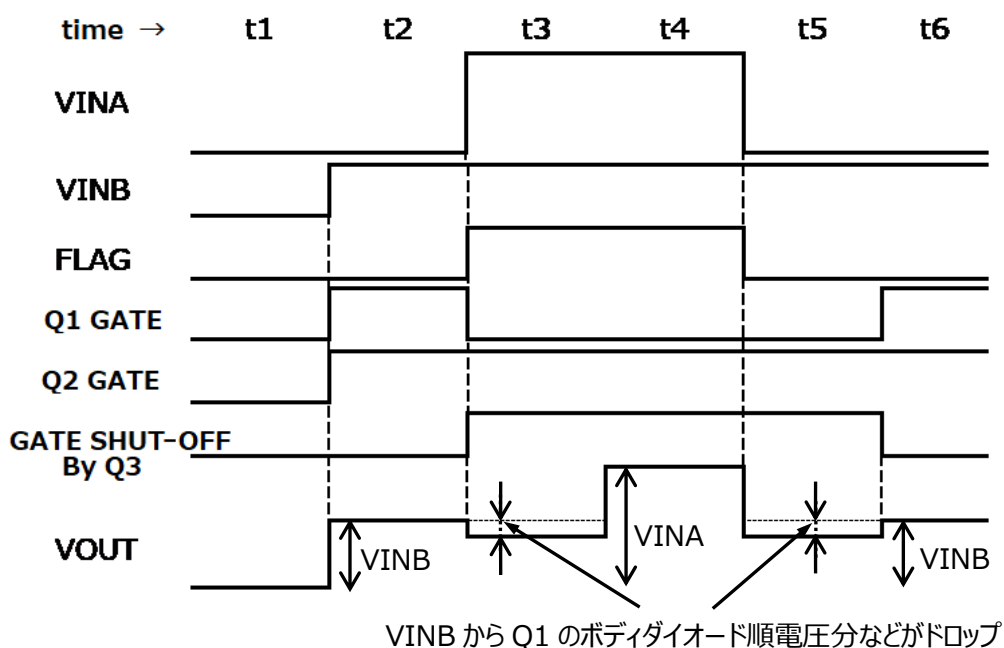 time → t1 t2 t3 t4 t5 t6
VINA
VINB
FLAG
Q1 GATE
Q2 GATE
GATE SHUT-OFF
By Q3
VOUT
VINB
VINA
VINB
VINB から Q1 のボディダイオード順電圧分などがドロップ